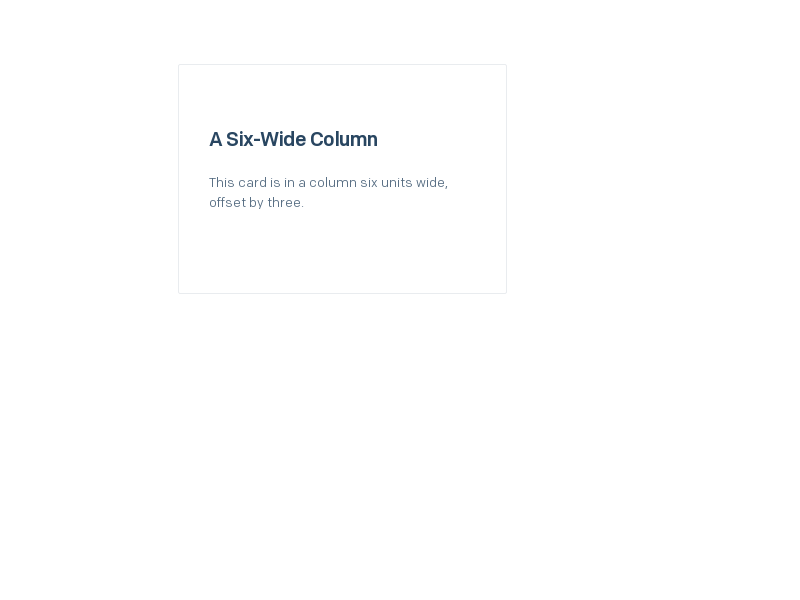 A Six-Wide Column
This card is in a column six units wide,
offset by three.